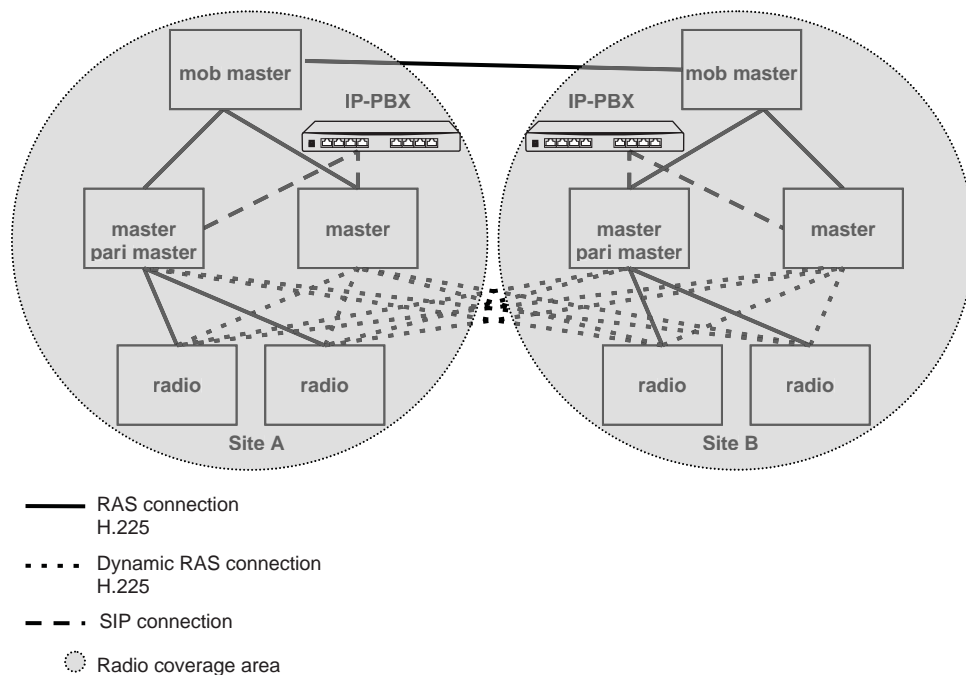 mob master
mob master
IP-PBX
IP-PBX
master
pari master
master
master
pari master
master
radio
radio
radio
radio
Site A
Site B
RAS connection
H.225
Dynamic RAS connection
H.225
SIP connection
Radio coverage area